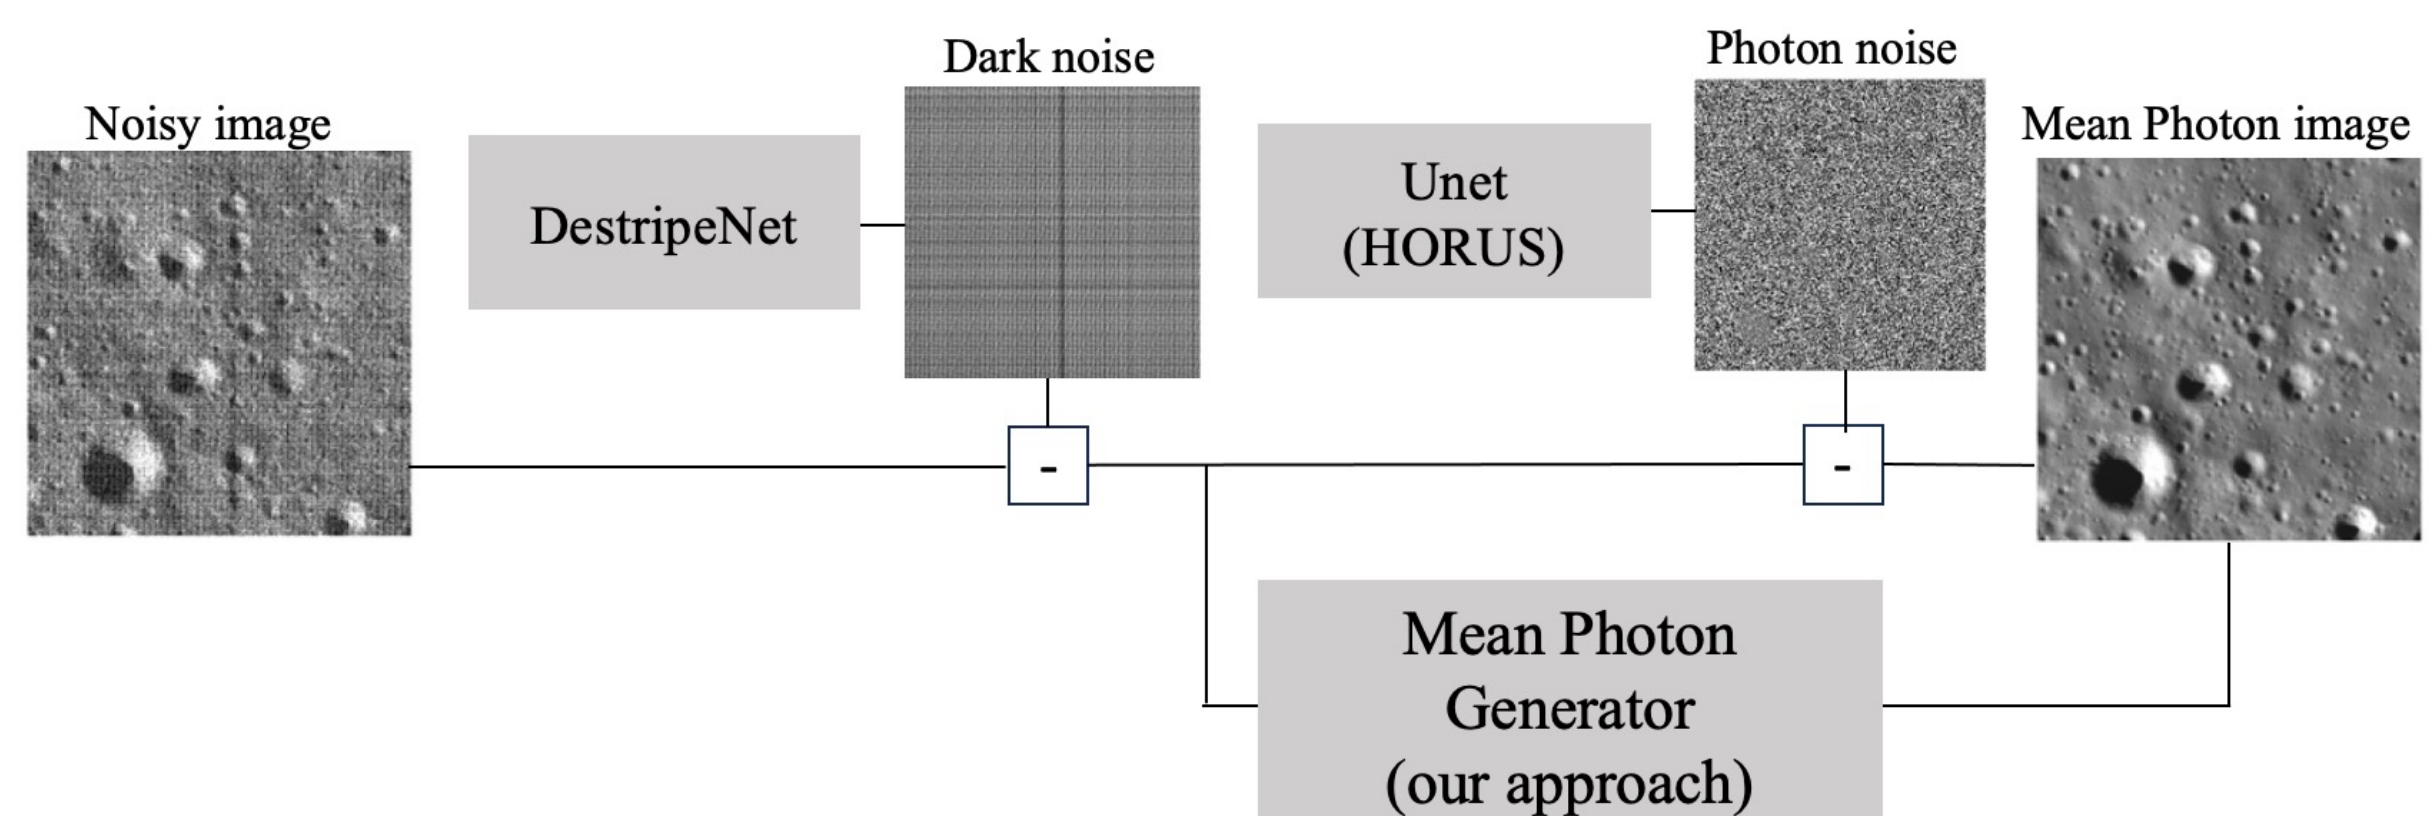 Noisy image
DestripeNet
Dark noise
-
Unet
(HORUS)
Photon noise
-
Mean Photon image
Mean Photon
Generator
(our approach)